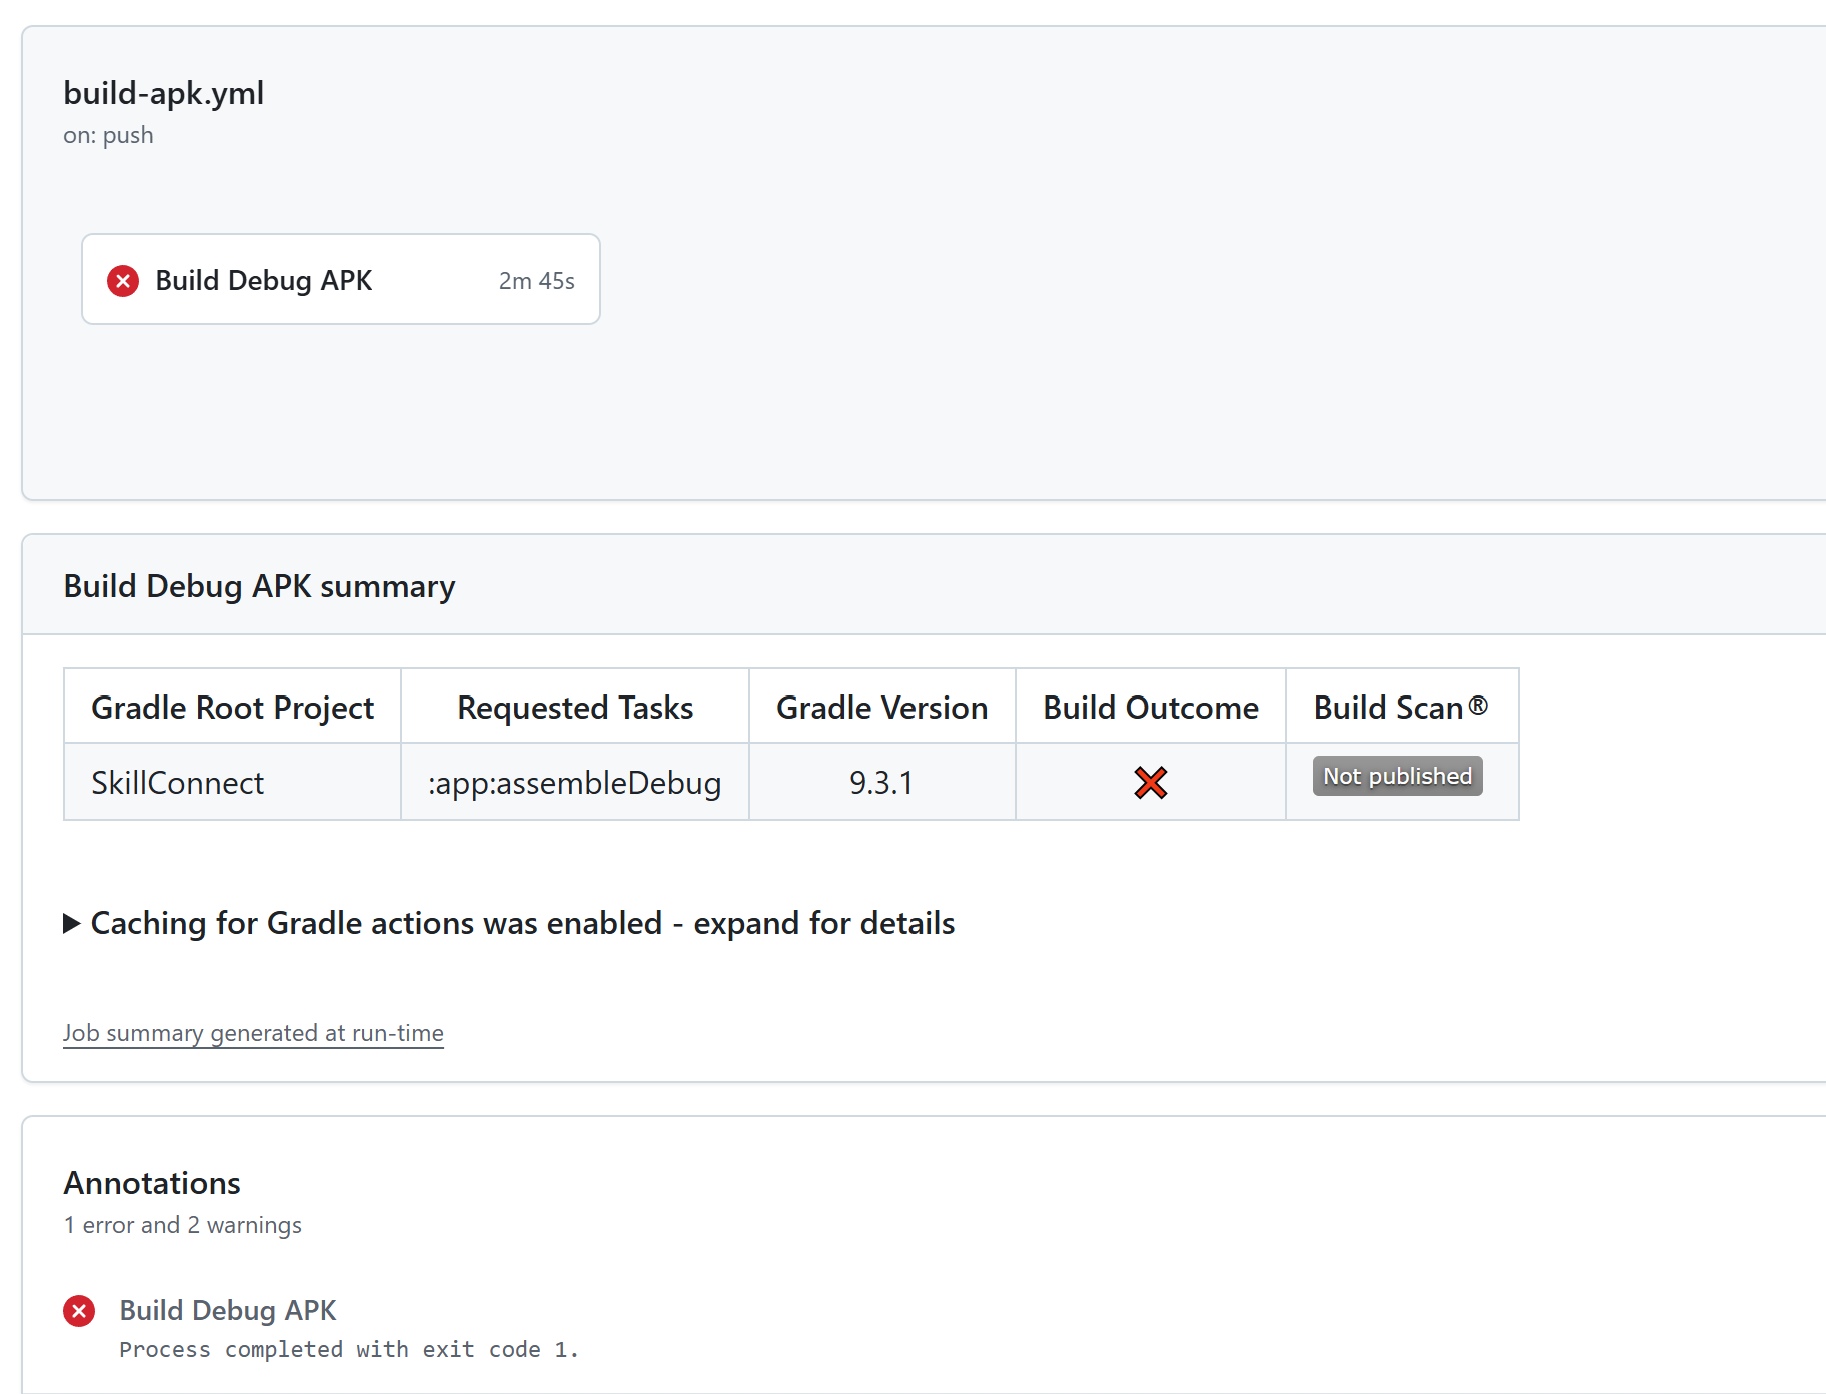 build-apk.yml
on: push
Build Debug APK 2m 45s
Build Debug APK summary
Gradle Root Project Requested Tasks Gradle Version Build Outcome Build Scan®
SkillConnect :app:assembleDebug 9.3.1 Not published
Caching for Gradle actions was enabled - expand for details
Job summary generated at run-time
Annotations
1 error and 2 warnings
Build Debug APK
Process completed with exit code 1.